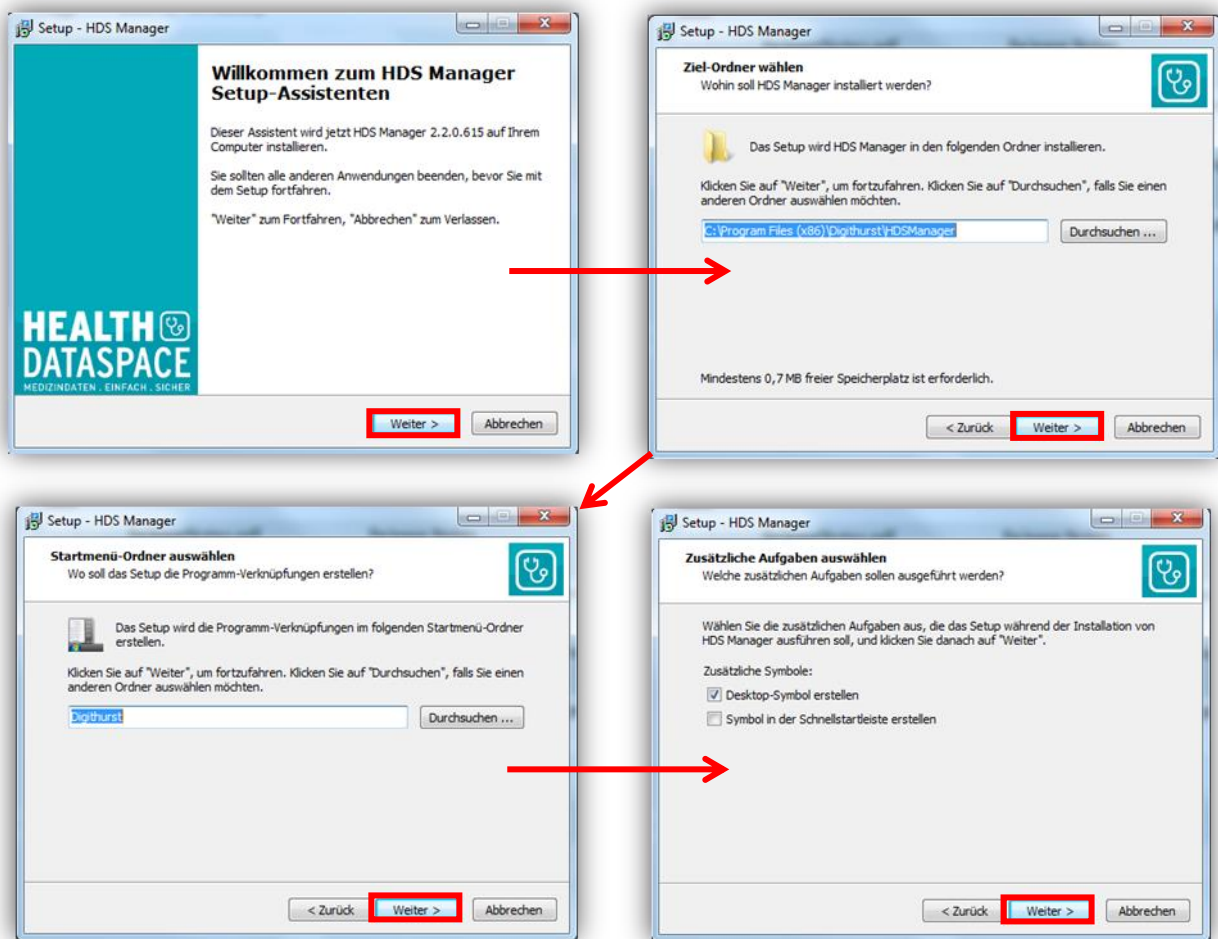 Setup - HDS Manager
Willkommen zum HDS Manager
Setup-Assistenten
Dieser Assistent wird jetzt HDS Manager 2.2.0.615 auf Ihrem
Computer installieren.
Sie sollten alle anderen Anwendungen beenden, bevor Sie mit
dem Setup fortfahren.
"Weiter" zum Fortfahren, "Abbrechen" zum Verlassen.
HEALTH
DATASPACE
MEDIZINDATEN . EINFACH . SICHER
Weiter >
Abbrechen
Setup - HDS Manager
Ziel-Ordner wählen
Wohin soll HDS Manager installiert werden?
Das Setup wird HDS Manager in den folgenden Ordner installieren.
Klicken Sie auf "Weiter", um fortzufahren. Klicken Sie auf "Durchsuchen", falls Sie einen
anderen Ordner auswählen möchten.
C:\Program Files (x86)\Digithurst\HDSManager
Durchsuchen ...
Mindestens 0,7 MB freier Speicherplatz ist erforderlich.
< Zurück
Weiter >
Abbrechen
Setup - HDS Manager
Startmenü-Ordner auswählen
Wo soll das Setup die Programm-Verknüpfungen erstellen?
Das Setup wird die Programm-Verknüpfungen im folgenden Startmenü-Ordner
erstellen.
Klicken Sie auf "Weiter", um fortzufahren. Klicken Sie auf "Durchsuchen", falls Sie einen
anderen Ordner auswählen möchten.
Digithurst
Durchsuchen ...
< Zurück
Weiter >
Abbrechen
Setup - HDS Manager
Zusätzliche Aufgaben auswählen
Welche zusätzlichen Aufgaben sollen ausgeführt werden?
Wählen Sie die zusätzlichen Aufgaben aus, die das Setup während der Installation von
HDS Manager ausführen soll, und klicken Sie danach auf "Weiter".
Zusätzliche Symbole:
Desktop-Symbol erstellen
Symbol in der Schnellstartleiste erstellen
< Zurück
Weiter >
Abbrechen